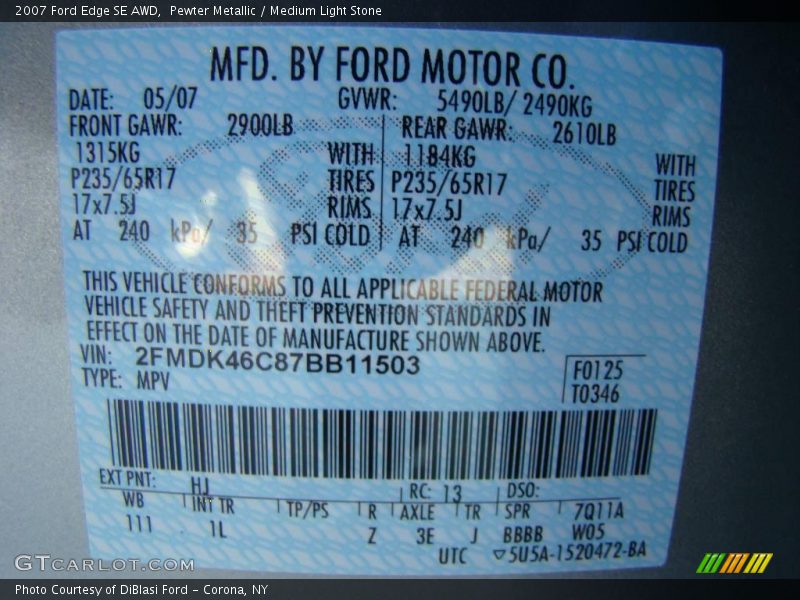 2007 Ford Edge SE AWD,  Pewter Metallic / Medium Light Stone
MFD. BY FORD MOTOR CO.
DATE: 05/07 GVWR: 5490LB/ 2490KG
FRONT GAWR: 2900LB REAR GAWR: 2610LB
1315KG WITH 1184KG WITH
P235/65R17 TIRES P235/65R17 TIRES
17x7.5J RIMS 17x7.5J RIMS
AT 240 kPa/ 35 PSI COLD AT 240 kPa/ 35 PSI COLD
THIS VEHICLE CONFORMS TO ALL APPLICABLE FEDERAL MOTOR
VEHICLE SAFETY AND THEFT PREVENTION STANDARDS IN
EFFECT ON THE DATE OF MANUFACTURE SHOWN ABOVE.
VIN: 2FMDK46C87BB11503
TYPE: MPV
F0125
T0346
EXT PNT: HJ RC: 13 DSO:
WB INT TR TP/PS R AXLE TR SPR 7Q11A
111 1L Z 3E J BBBB W05
UTC ▽5U5A-1520472-BA
GTCARLOT.COM
Photo Courtesy of DiBlasi Ford - Corona, NY